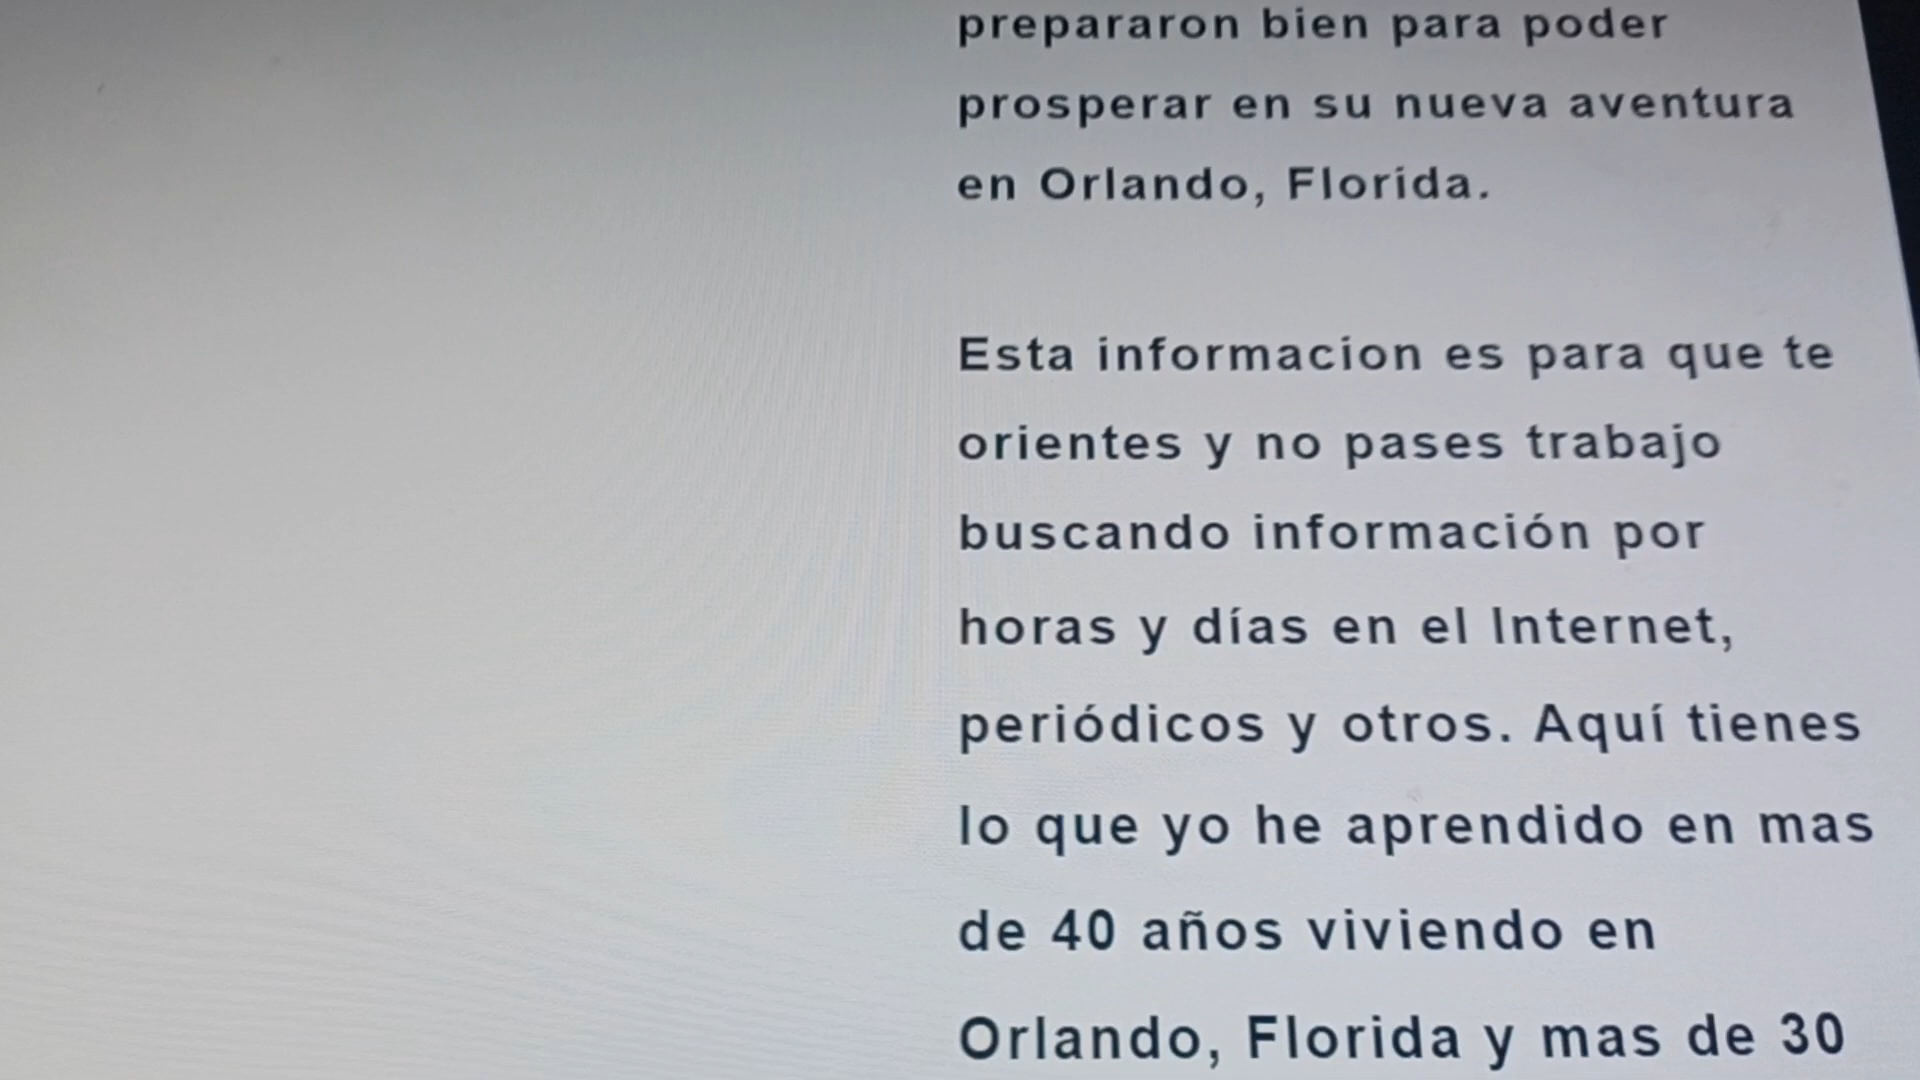 prepararon bien para poder
prosperar en su nueva aventura
en Orlando, Florida.
Esta informacion es para que te
orientes y no pases trabajo
buscando información por
horas y días en el Internet,
periódicos y otros. Aquí tienes
lo que yo he aprendido en mas
de 40 años viviendo en
Orlando, Florida y mas de 30